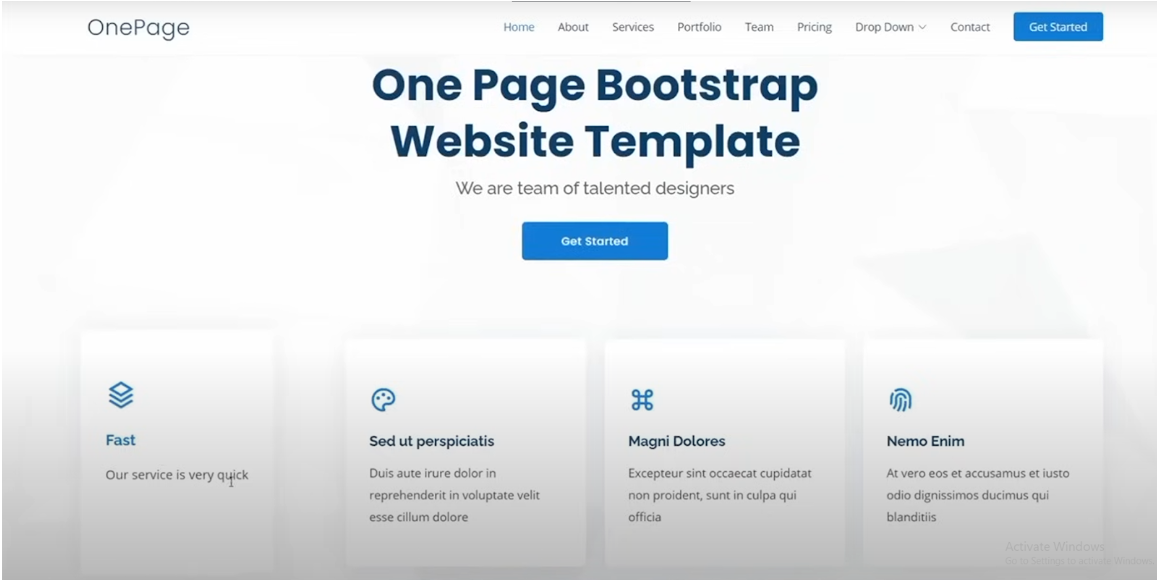 OnePage
Home About Services Portfolio Team Pricing Drop Down Contact Get Started
One Page Bootstrap
Website Template
We are team of talented designers
Get Started
Fast
Our service is very quick
Sed ut perspiciatis
Duis aute irure dolor in
reprehenderit in voluptate velit
esse cillum dolore
Magni Dolores
Excepteur sint occaecat cupidatat
non proident, sunt in culpa qui
officia
Nemo Enim
At vero eos et accusamus et iusto
odio dignissimos ducimus qui
blanditiis
Activate Windows
Go to Settings to activate Windows.